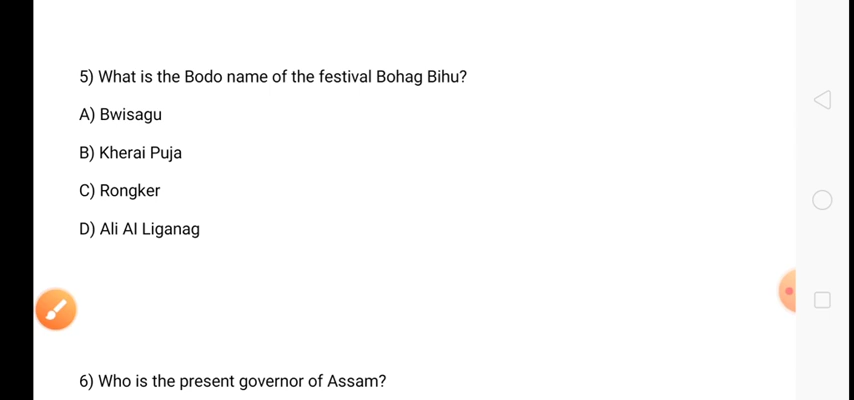 5) What is the Bodo name of the festival Bohag Bihu?
A) Bwisagu
B) Kherai Puja
C) Rongker
D) Ali AI Liganag
6) Who is the present governor of Assam?